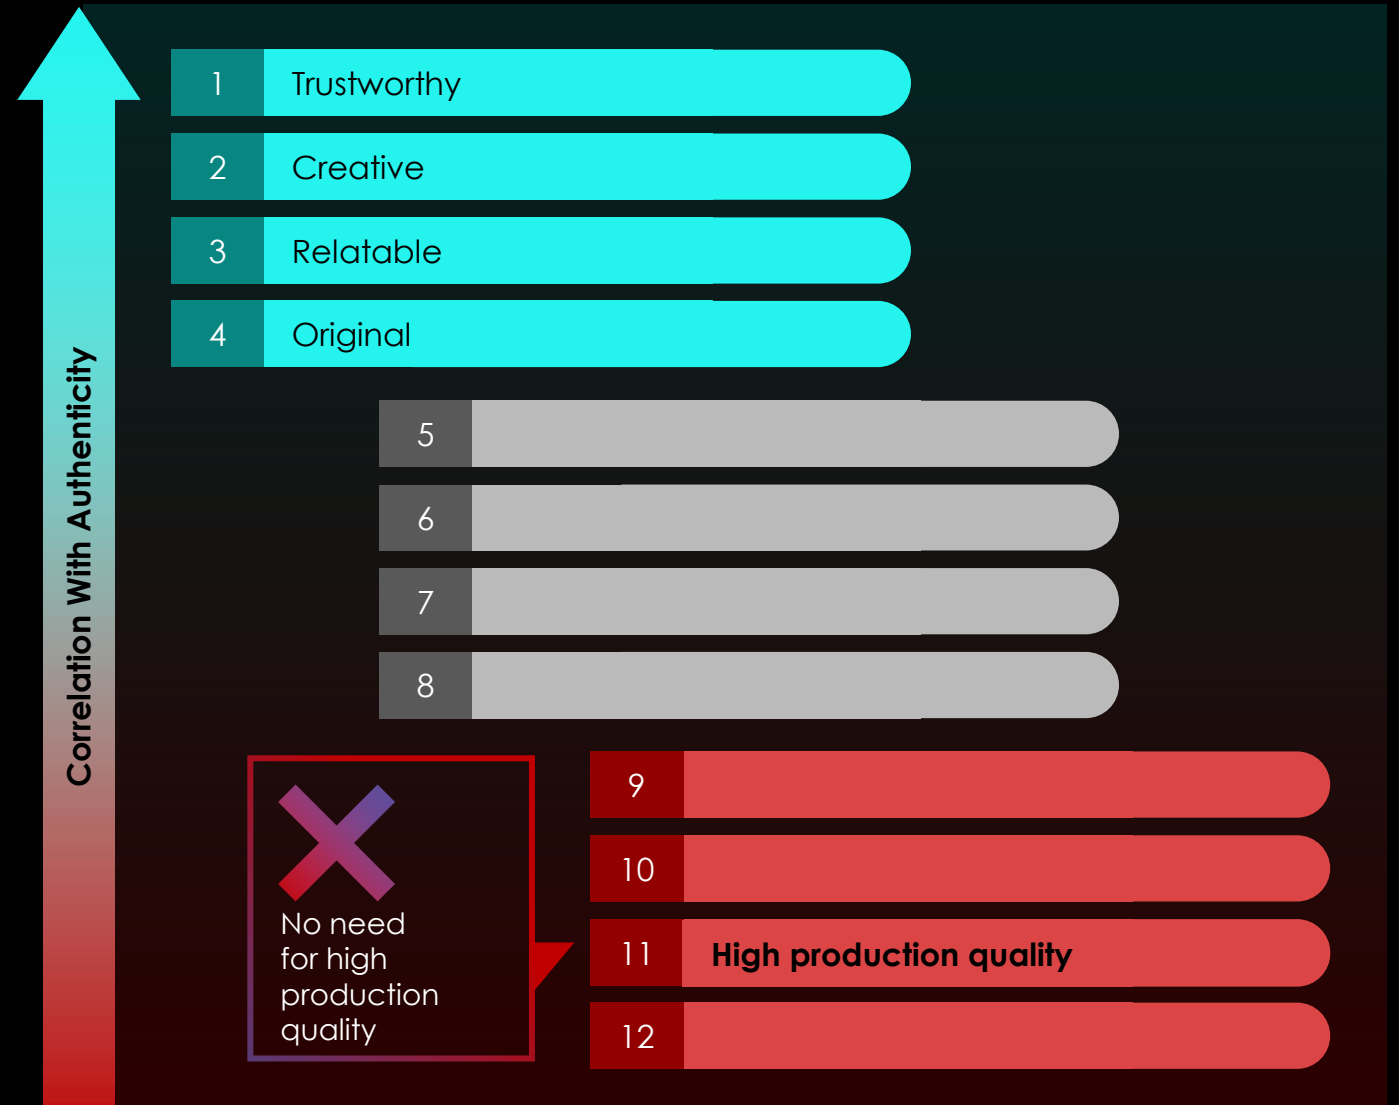 Correlation With Authenticity
1 Trustworthy
2 Creative
3 Relatable
4 Original
5
6
7
8
9
10
11 High production quality
12
No need
for high
production
quality